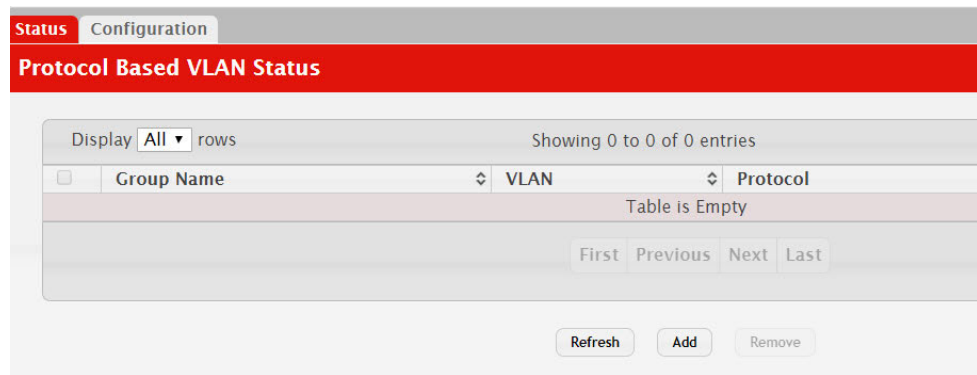 Status Configuration
Protocol Based VLAN Status
Display All rows Showing 0 to 0 of 0 entries
Group Name VLAN Protocol
Table is Empty
First Previous Next Last
Refresh Add Remove